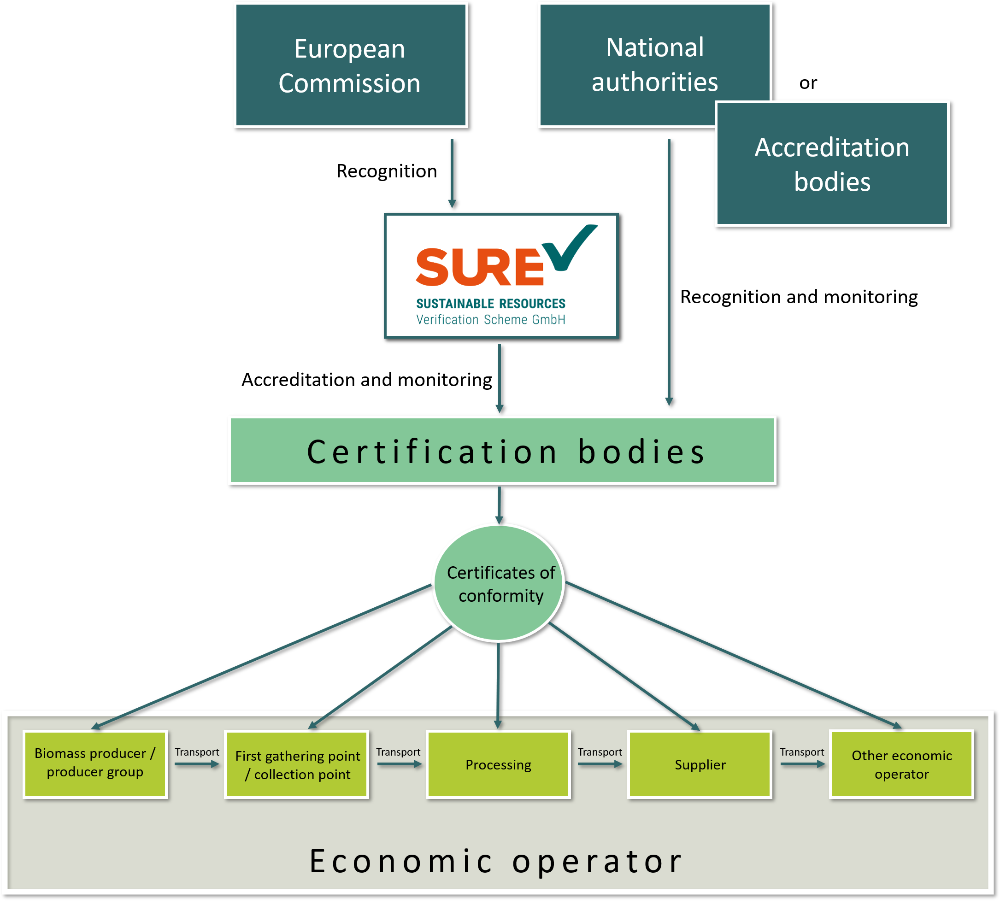 European
Commission
National
authorities
or
Accreditation
bodies
Recognition
SURE
SUSTAINABLE RESOURCES
Verification Scheme GmbH
Recognition and monitoring
Accreditation and monitoring
Certification bodies
Certificates of
conformity
Biomass producer /
producer group
Transport
First gathering point
/ collection point
Transport
Processing
Transport
Supplier
Transport
Other economic
operator
Economic operator